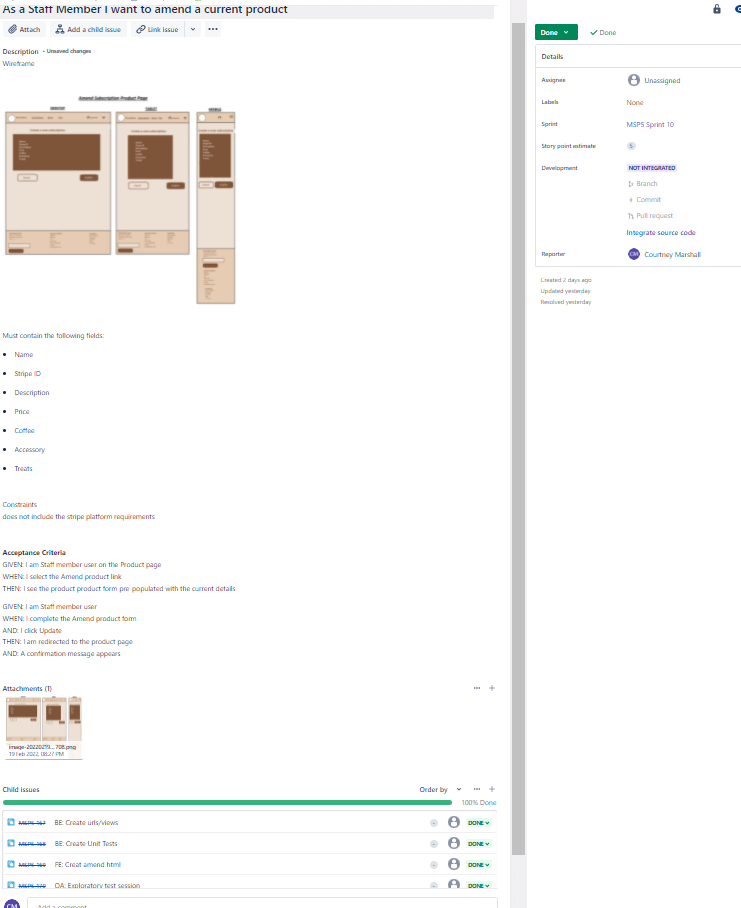 As a Staff Member I want to amend a current product
Attach
Add a child issue
Link issue
Description • Unsaved changes
Wireframe
Amend Subscription Product Page
Must contain the following fields:
Name
Stripe ID
Description
Price
Coffee
Accessory
Treats
Constraints
does not include the stripe platform requirements
Acceptance Criteria
GIVEN: I am Staff member user on the Product page
WHEN: I select the Amend product link
THEN: I see the product product form pre-populated with the current details
GIVEN: I am Staff member user
WHEN: I complete the Amend product form
AND: I click Update
THEN: I am redirected to the product page
AND: A confirmation message appears
Attachments (1)
image-20220219... 708.png
19 Feb 2022, 08:27 PM
Child issues
Order by
100% Done
MSP5-167 BE: Create urls/views DONE
MSP5-168 BE: Create Unit Tests DONE
MSP5-169 FE: Creat amend html DONE
MSP5-170 QA: Exploratory test session DONE
CM
Add a comment...
Done
Done
Details
Assignee Unassigned
Labels None
Sprint MSP5 Sprint 10
Story point estimate 5
Development NOT INTEGRATED
Branch
Commit
Pull request
Integrate source code
Reporter CM Courtney Marshall
Created 2 days ago
Updated yesterday
Resolved yesterday